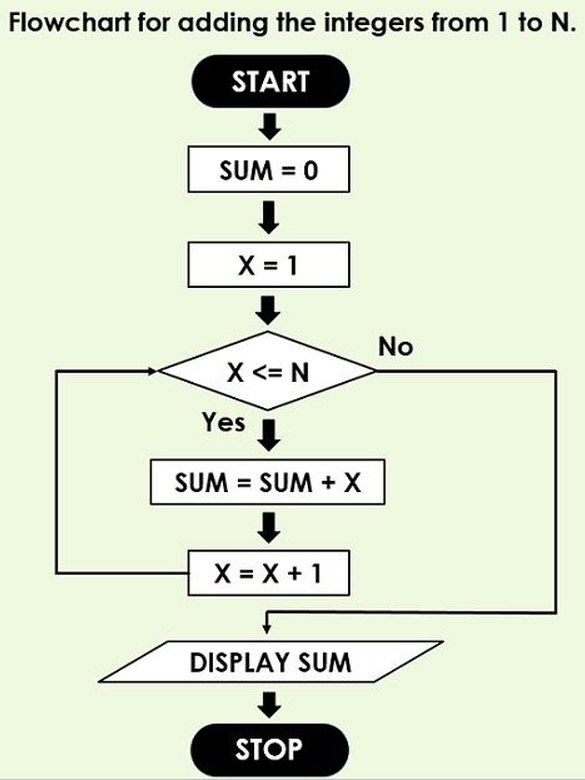 Flowchart for adding the integers from 1 to N.
START
SUM = 0
X = 1
X <= N
No
Yes
SUM = SUM + X
X = X + 1
DISPLAY SUM
STOP